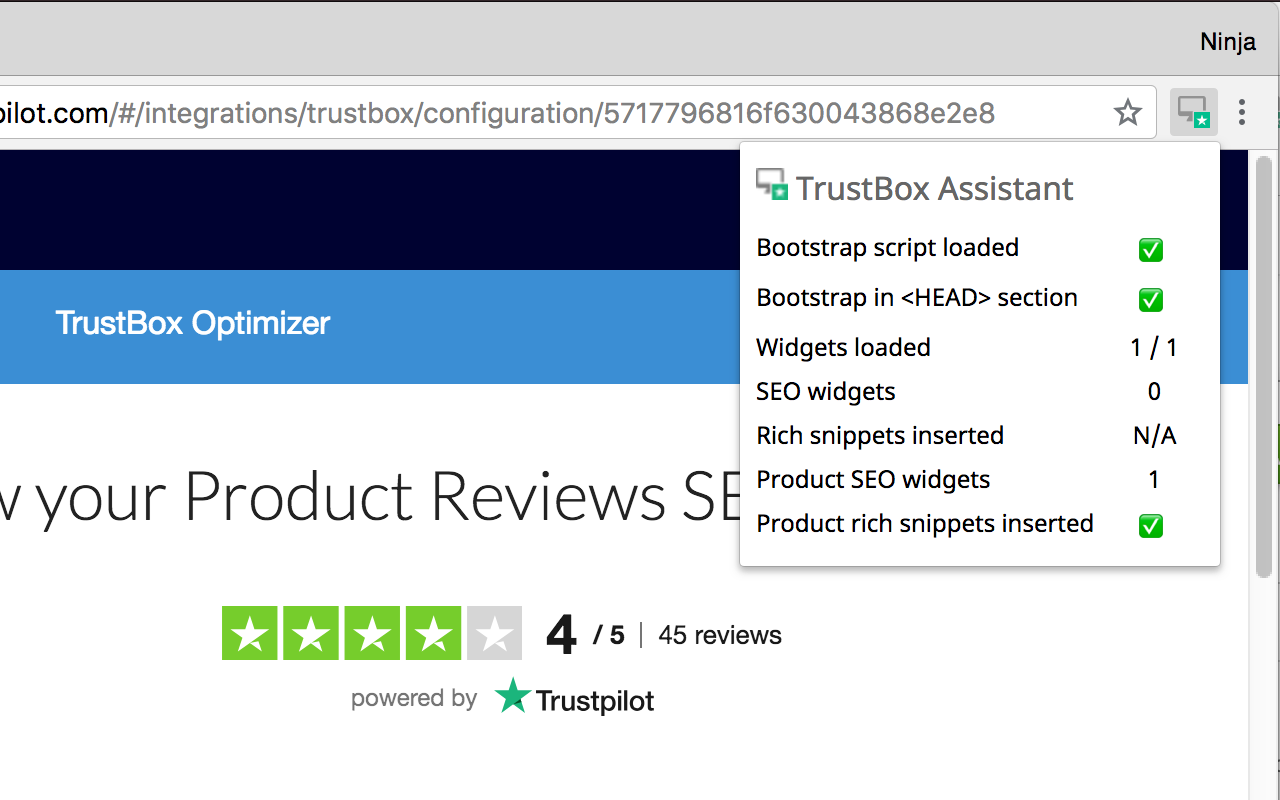 Ninja
pilot.com/#/integrations/trustbox/configuration/5717796816f630043868e2e8
TrustBox Assistant
Bootstrap script loaded
Bootstrap in <HEAD> section
Widgets loaded 1 / 1
SEO widgets 0
Rich snippets inserted N/A
Product SEO widgets 1
Product rich snippets inserted
TrustBox Optimizer
your Product Reviews SE
4 / 5 | 45 reviews
powered by Trustpilot